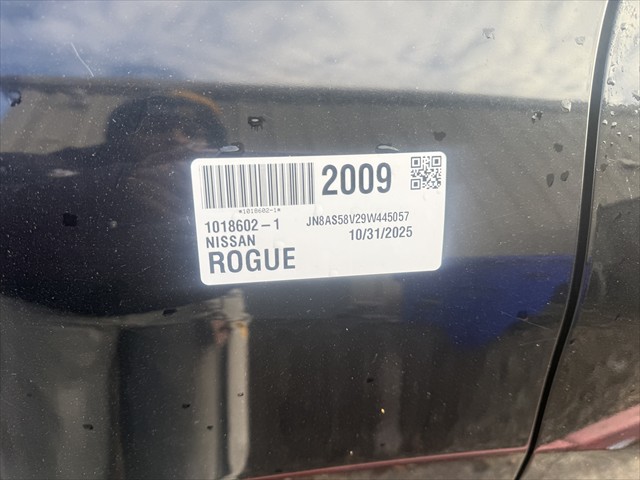 2009
*1018602-1*
1018602-1
JN8AS58V29W445057
NISSAN
10/31/2025
ROGUE